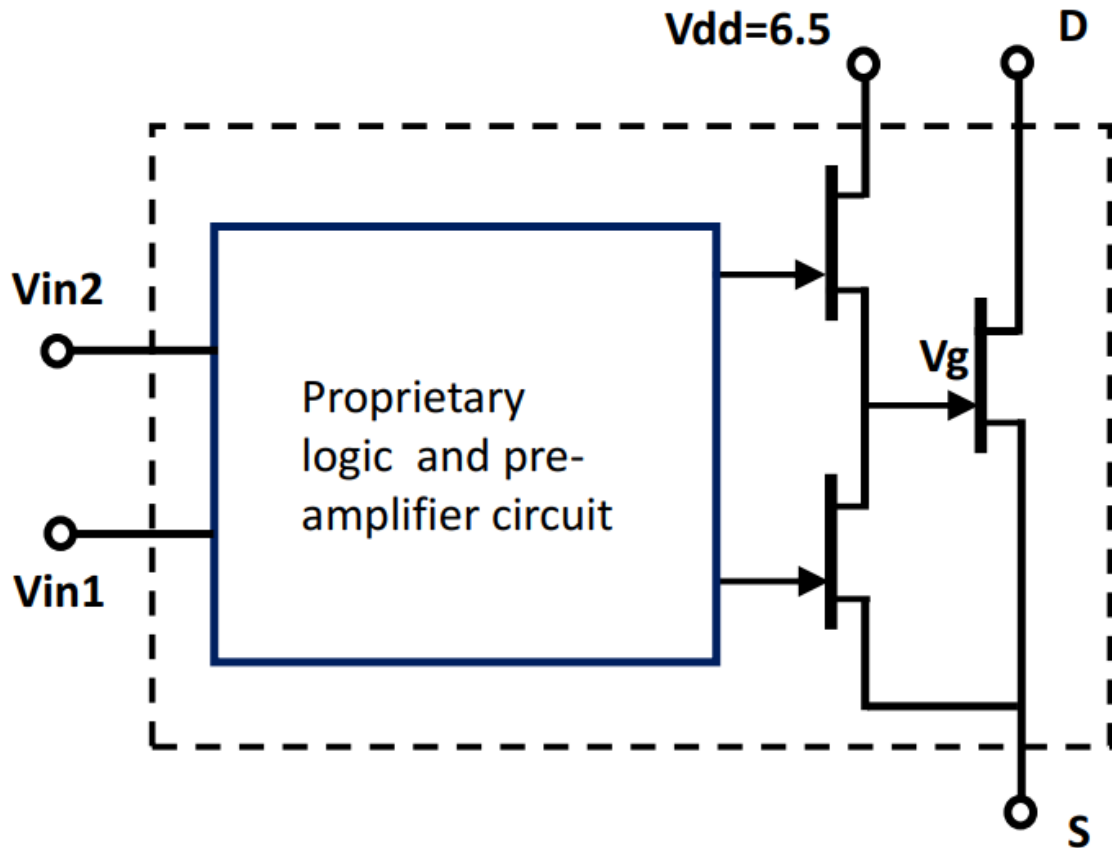 Vdd=6.5
D
Vin2
Vg
Proprietary
logic and pre-
amplifier circuit
Vin1
S